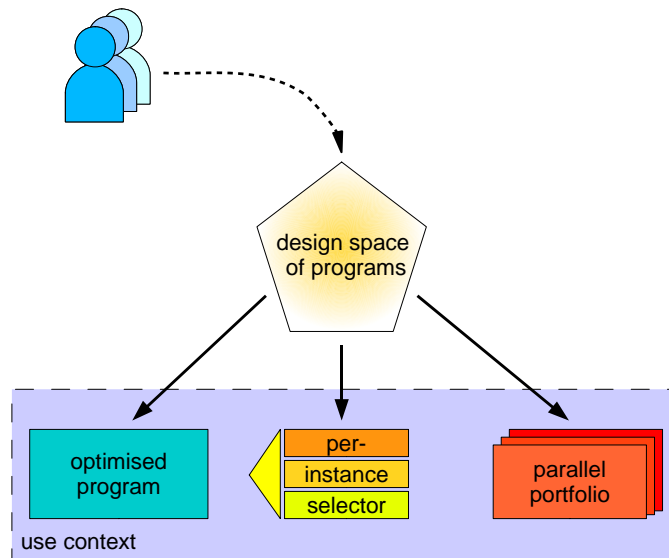 design space
of programs
optimised
program
per-
instance
selector
parallel
portfolio
use context